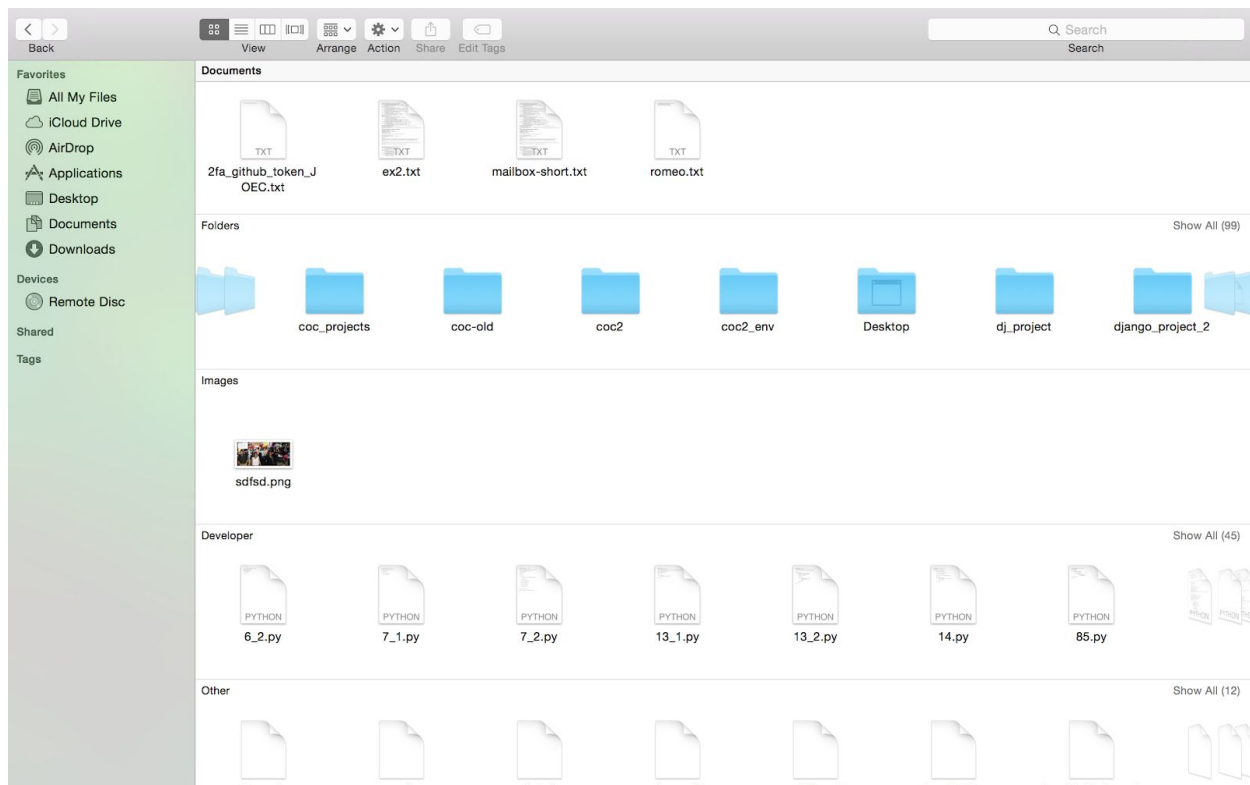 Search
Back
View
Arrange
Action
Share
Edit Tags
Search
Favorites
All My Files
iCloud Drive
AirDrop
Applications
Desktop
Documents
Downloads
Devices
Remote Disc
Shared
Tags
Documents
TXT
TXT
TXT
TXT
2fa_github_token_J
OEC.txt
ex2.txt
mailbox-short.txt
romeo.txt
Folders
Show All (99)
coc_projects
coc-old
coc2
coc2_env
Desktop
dj_project
django_project_2
Images
sdfsd.png
Developer
Show All (45)
PYTHON
PYTHON
PYTHON
PYTHON
PYTHON
PYTHON
PYTHON
PYTHON
PYTHON
6_2.py
7_1.py
7_2.py
13_1.py
13_2.py
14.py
85.py
Other
Show All (12)